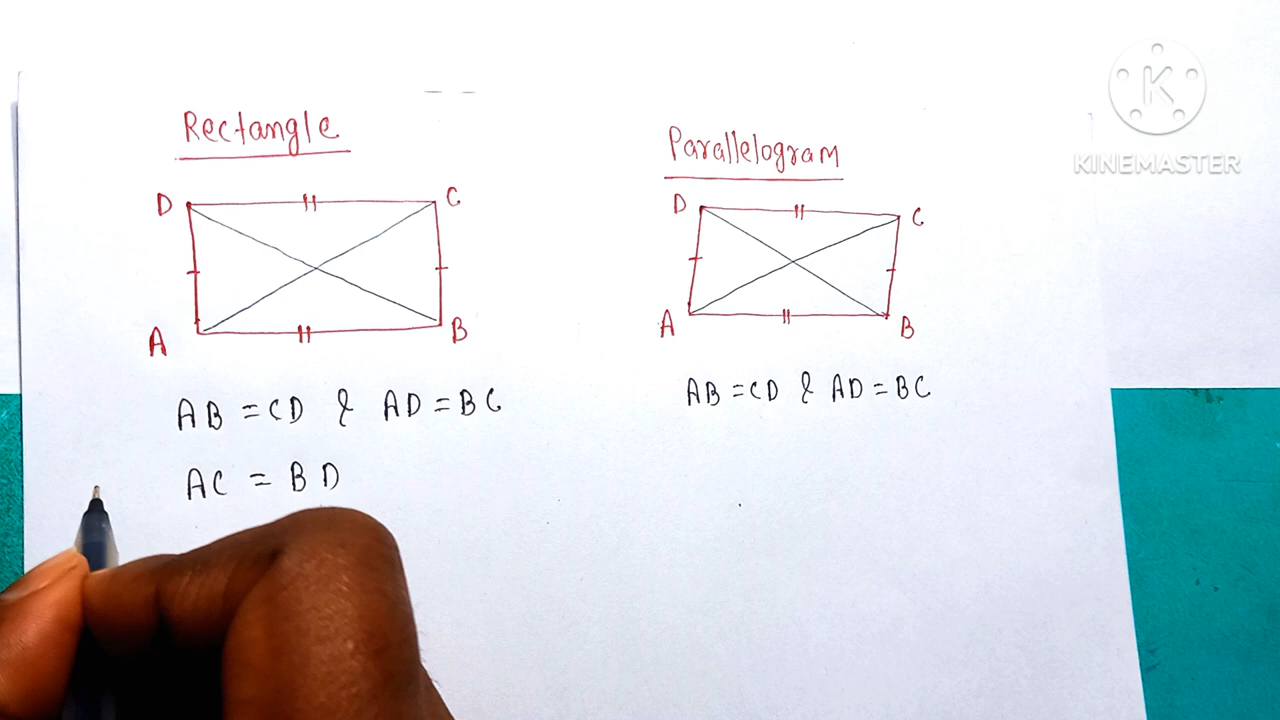 Rectangle
D C
A B
AB = CD & AD = BC
AC = BD
Parallelogram
D C
A B
AB = CD & AD = BC
K
KINEMASTER